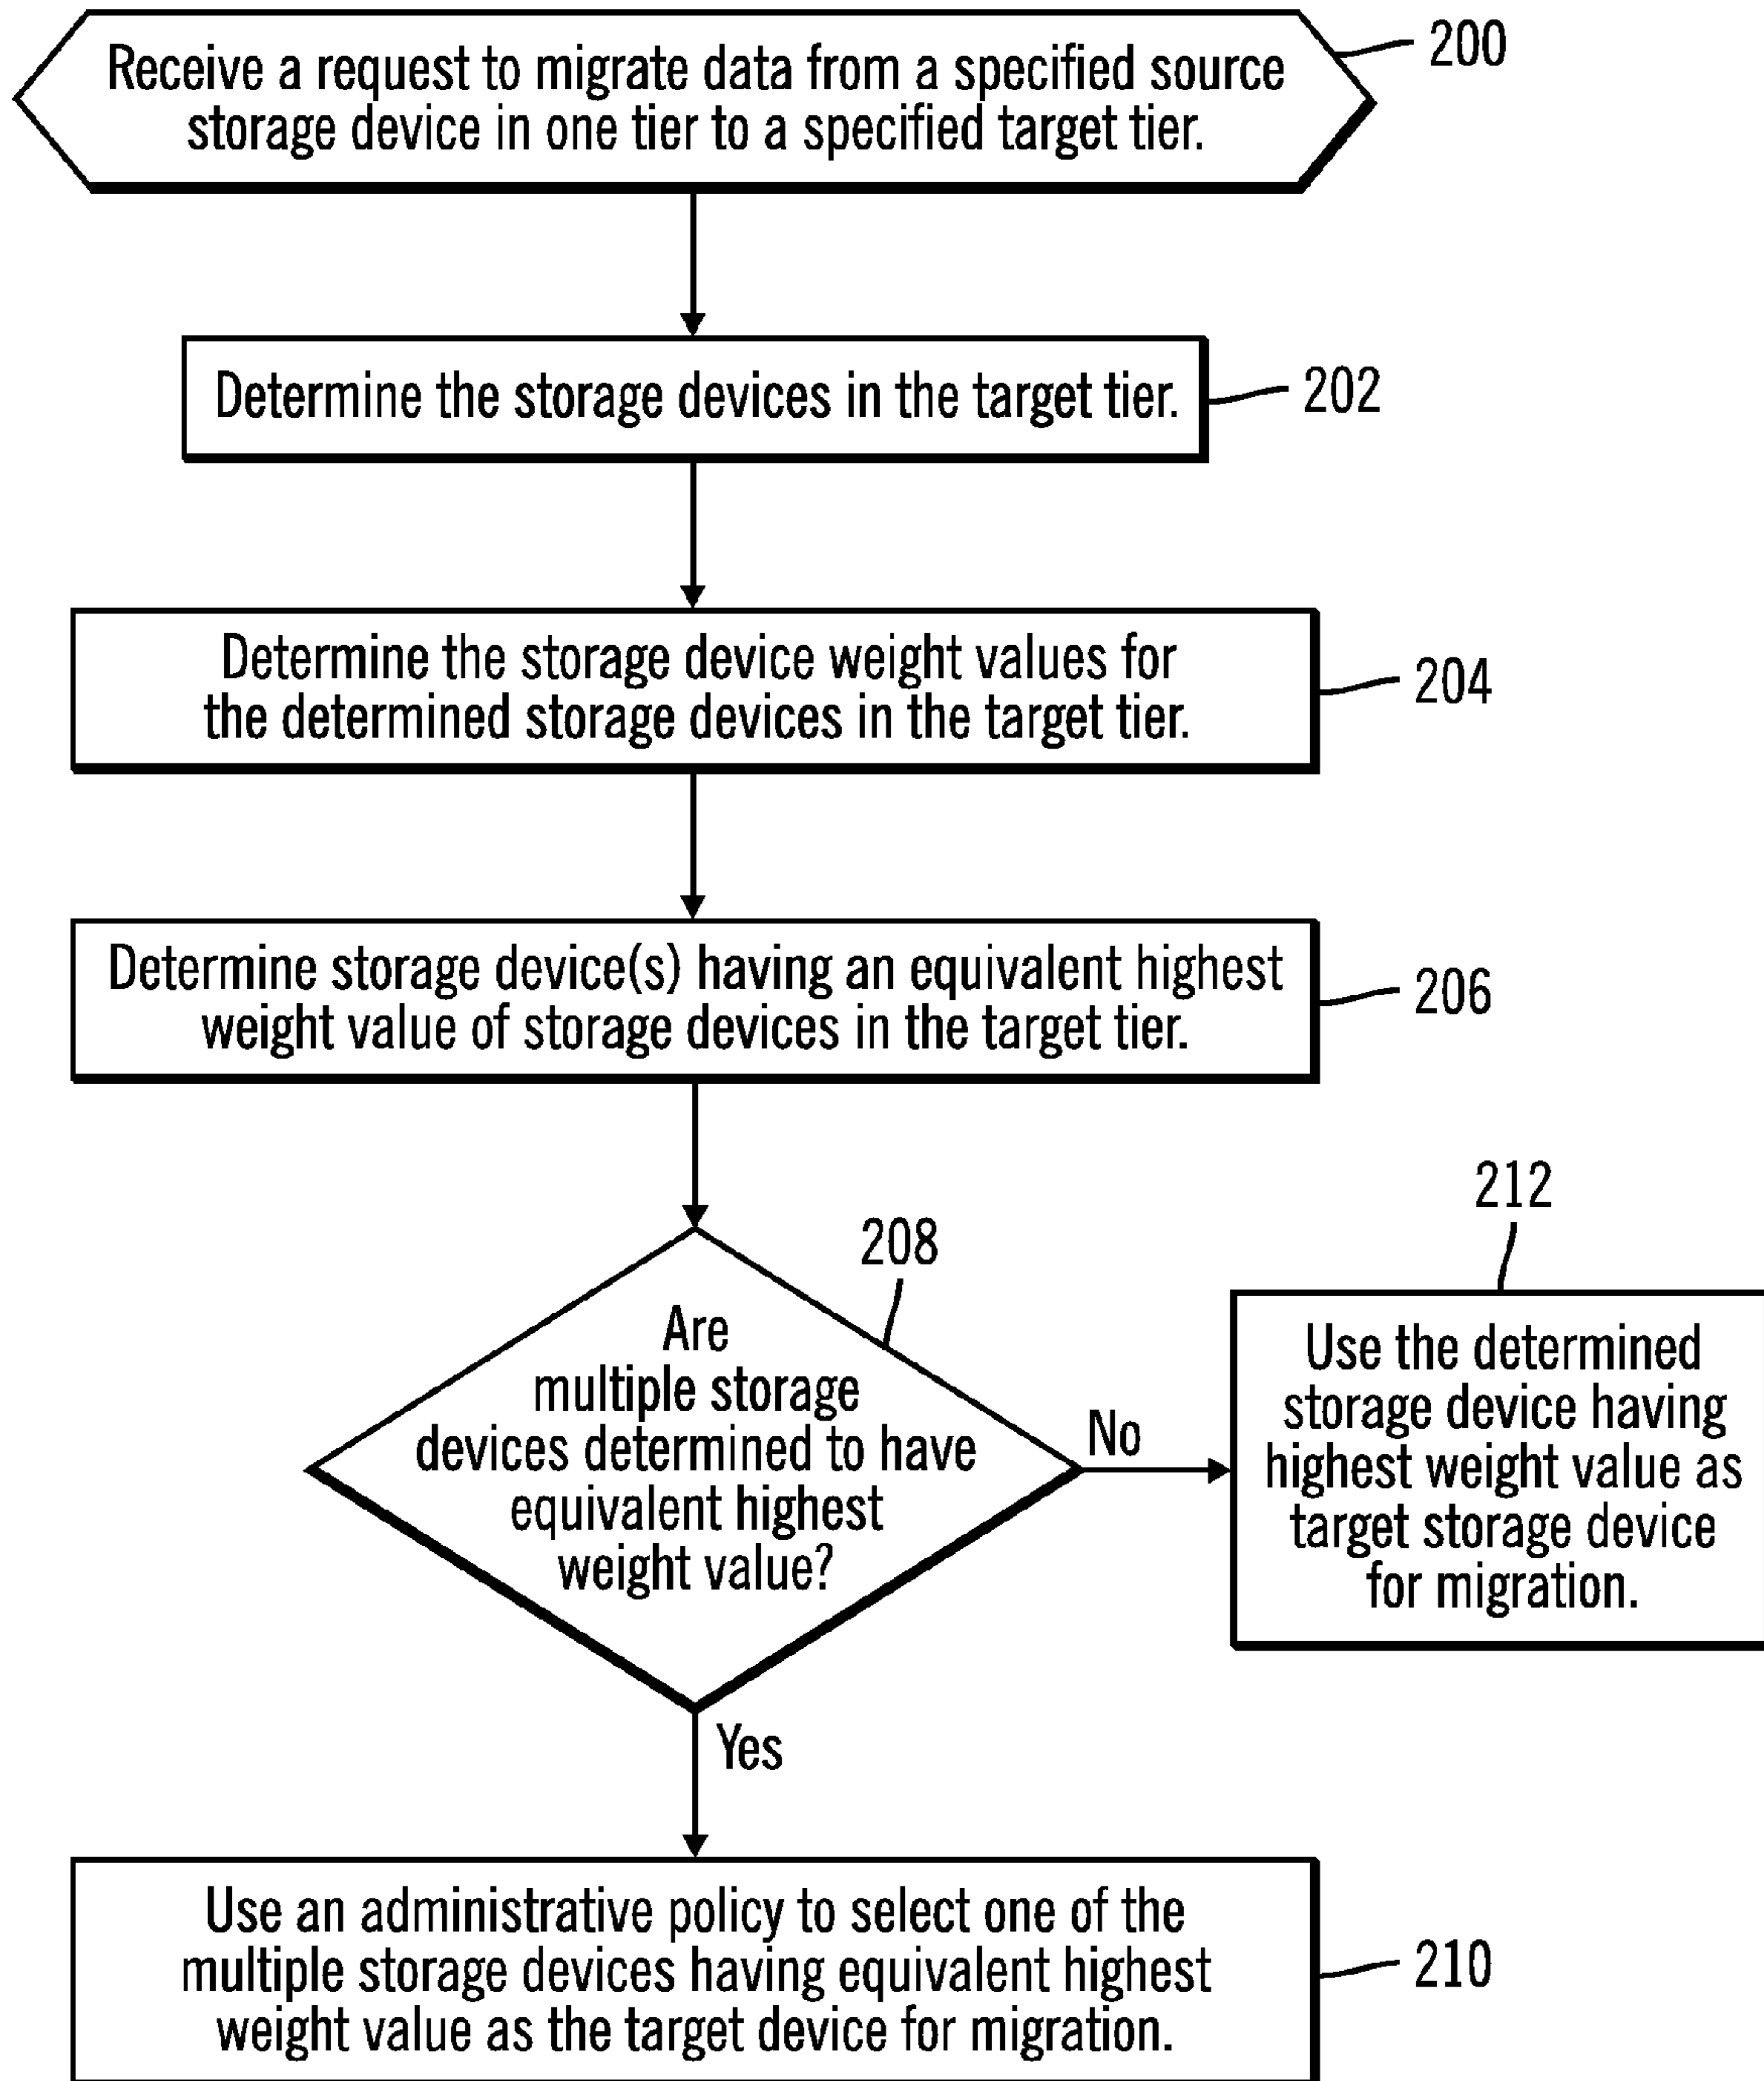 Receive a request to migrate data from a specified source
storage device in one tier to a specified target tier.
200
Determine the storage devices in the target tier.
202
Determine the storage device weight values for
the determined storage devices in the target tier.
204
Determine storage device(s) having an equivalent highest
weight value of storage devices in the target tier.
206
208
Are
multiple storage
devices determined to have
equivalent highest
weight value?
No
212
Use the determined
storage device having
highest weight value as
target storage device
for migration.
Yes
Use an administrative policy to select one of the
multiple storage devices having equivalent highest
weight value as the target device for migration.
210